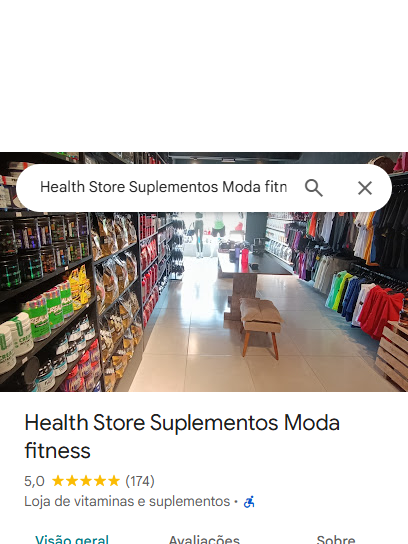 Health Store Suplementos Moda fitn
Health Store Suplementos Moda
fitness
5,0 ★★★★★ (174)
Loja de vitaminas e suplementos •
Visão geral
Avaliações
Sobre